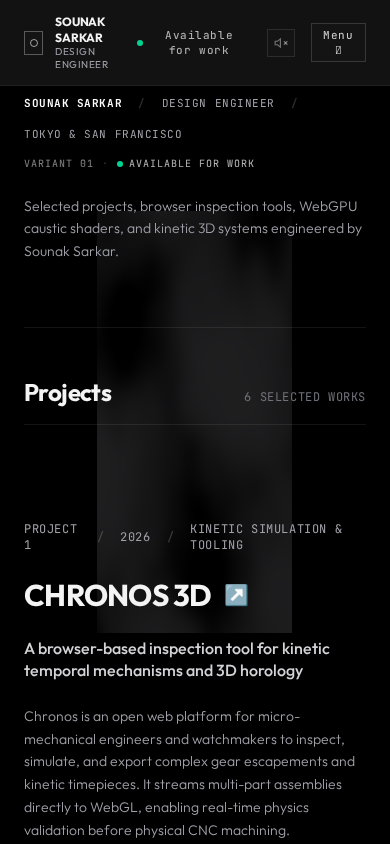 SOUNAK
SARKAR
DESIGN
ENGINEER
Available
for work
Menu
SOUNAK SARKAR / DESIGN ENGINEER /
TOKYO & SAN FRANCISCO
VARIANT 01 · AVAILABLE FOR WORK
Selected projects, browser inspection tools, WebGPU
caustic shaders, and kinetic 3D systems engineered by
Sounak Sarkar.
Projects
6 SELECTED WORKS
PROJECT
1
/ 2026 /
KINETIC SIMULATION &
TOOLING
CHRONOS 3D ↗
A browser-based inspection tool for kinetic
temporal mechanisms and 3D horology
Chronos is an open web platform for micro-
mechanical engineers and watchmakers to inspect,
simulate, and export complex gear escapements and
kinetic timepieces. It streams multi-part assemblies
directly to WebGL, enabling real-time physics
validation before physical CNC machining.